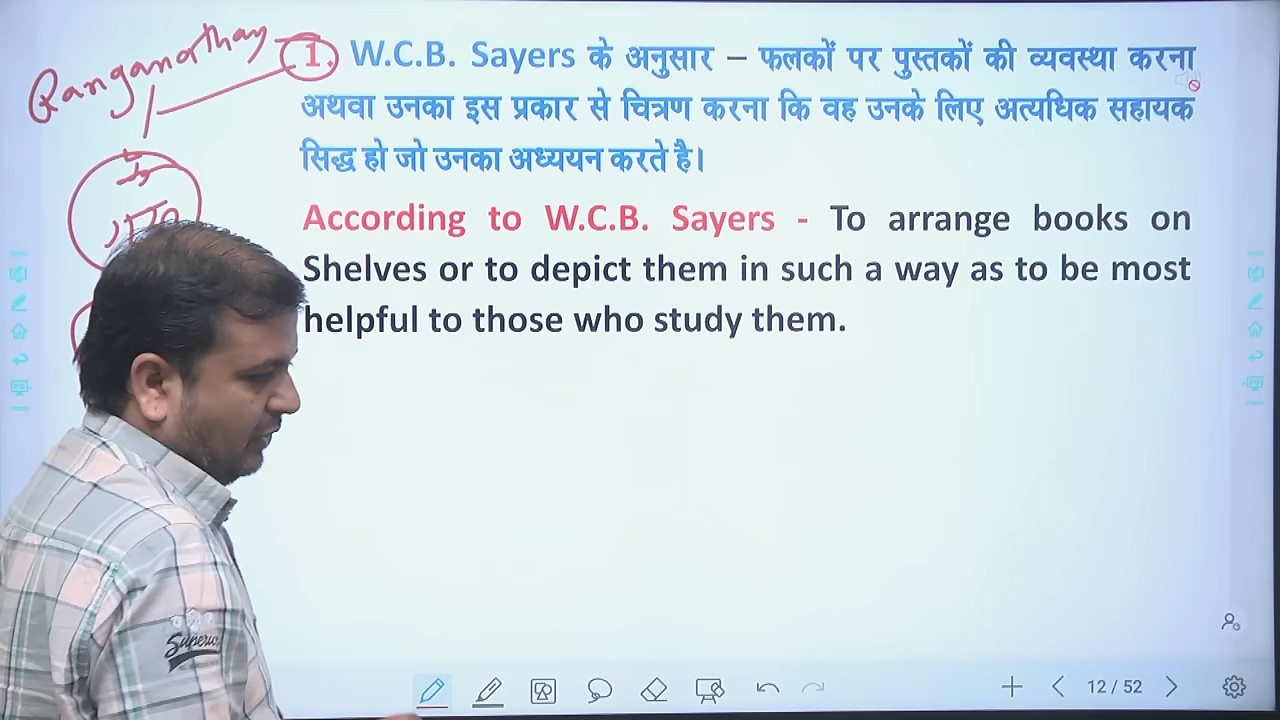 Ranganathan
1. W.C.B. Sayers के अनुसार – फलकों पर पुस्तकों की व्यवस्था करना
अथवा उनका इस प्रकार से चित्रण करना कि वह उनके लिए अत्यधिक सहायक
सिद्ध हो जो उनका अध्ययन करते है।
According to W.C.B. Sayers - To arrange books on
Shelves or to depict them in such a way as to be most
helpful to those who study them.
12 / 52